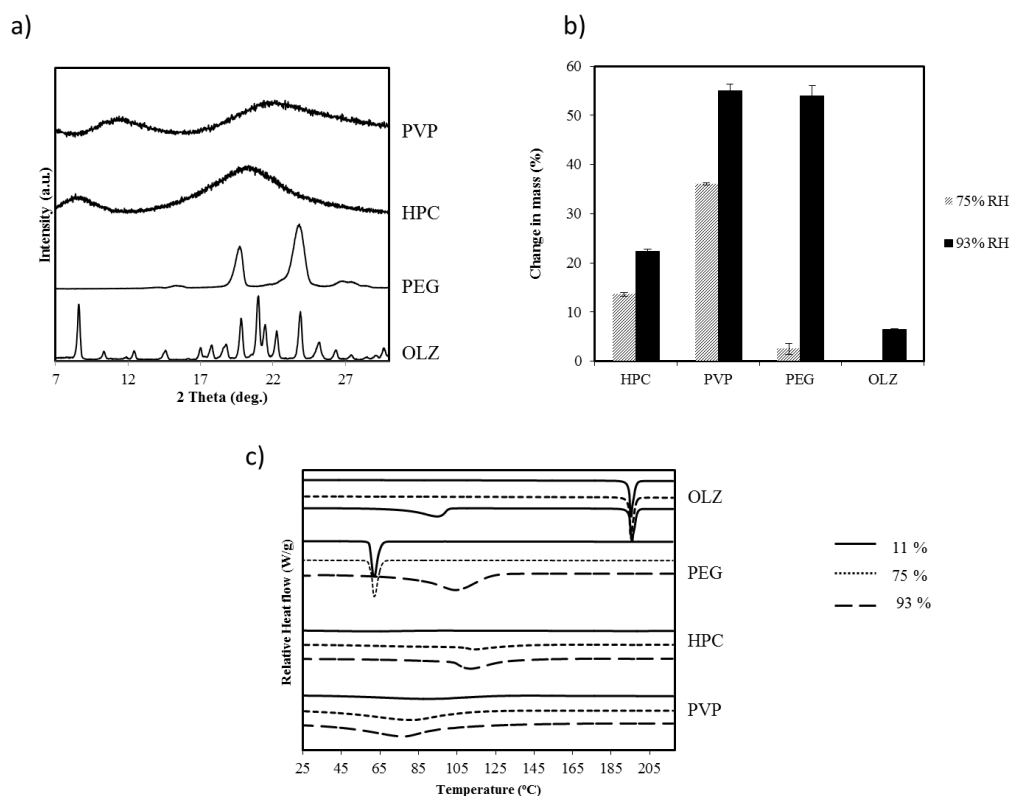 a)
PVP
HPC
PEG
OLZ
Intensity (a.u.)
7 12 17 22 27
2 Theta (deg.)
b)
60
50
40
30
20
10
0
Change in mass (%)
HPC PVP PEG OLZ
75% RH
93% RH
c)
OLZ
PEG
HPC
PVP
Relative Heat flow (W/g)
25 45 65 85 105 125 145 165 185 205
Temperature (ºC)
11 %
75 %
93 %